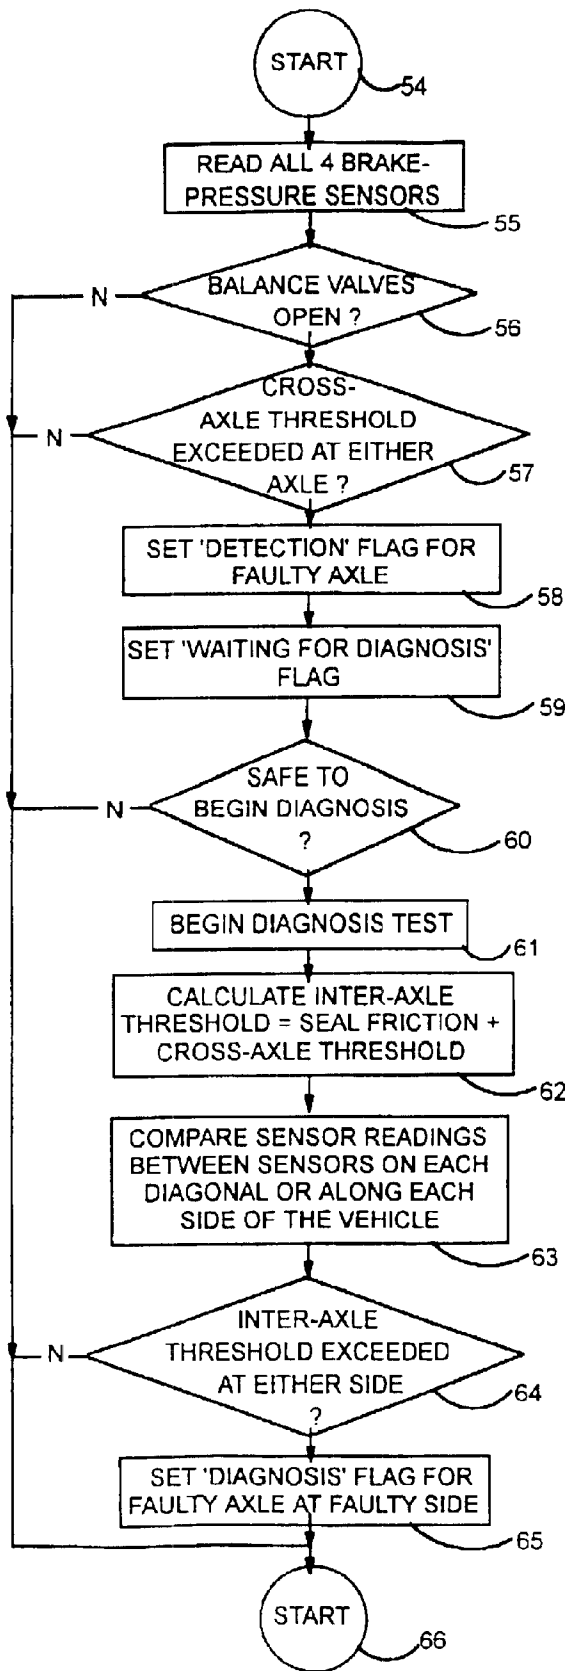 START
54
READ ALL 4 BRAKE-
PRESSURE SENSORS
55
BALANCE VALVES
OPEN ?
56
N
CROSS-
AXLE THRESHOLD
EXCEEDED AT EITHER
AXLE ?
57
N
SET 'DETECTION' FLAG FOR
FAULTY AXLE
58
SET 'WAITING FOR DIAGNOSIS'
FLAG
59
SAFE TO
BEGIN DIAGNOSIS
?
60
N
BEGIN DIAGNOSIS TEST
61
CALCULATE INTER-AXLE
THRESHOLD = SEAL FRICTION +
CROSS-AXLE THRESHOLD
62
COMPARE SENSOR READINGS
BETWEEN SENSORS ON EACH
DIAGONAL OR ALONG EACH
SIDE OF THE VEHICLE
63
INTER-AXLE
THRESHOLD EXCEEDED
AT EITHER SIDE
?
64
N
SET 'DIAGNOSIS' FLAG FOR
FAULTY AXLE AT FAULTY SIDE
65
START
66